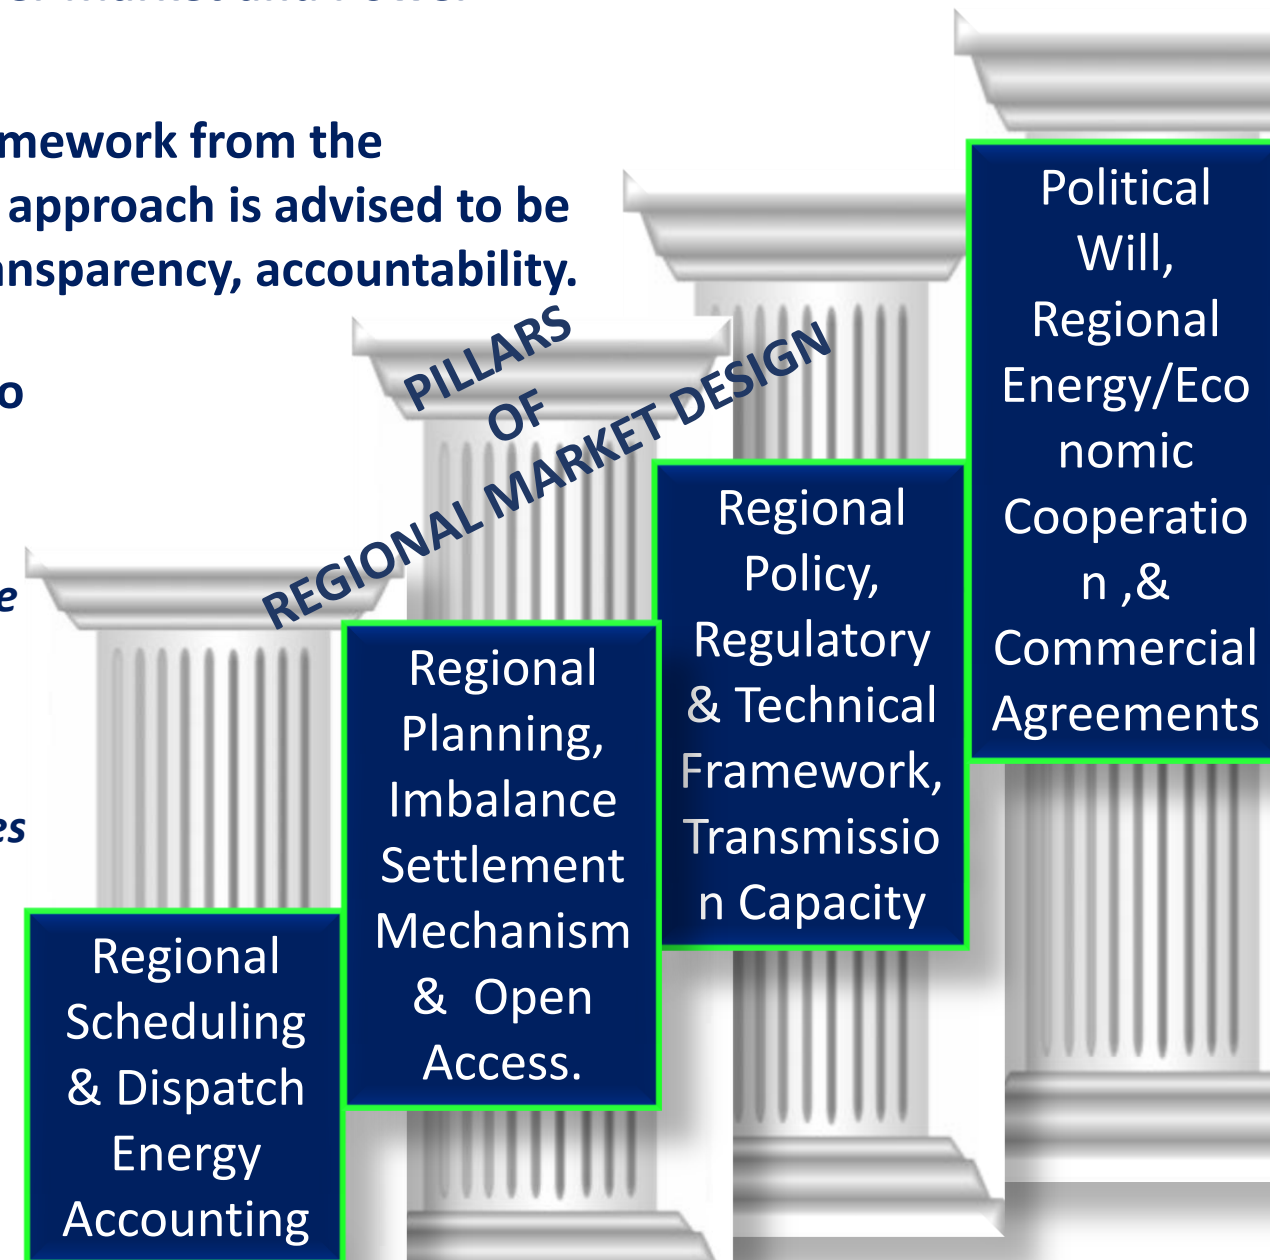 mework from the
approach is advised to be
ansparency, accountability.
o
e
es
PILLARS
OF
REGIONAL MARKET DESIGN
Regional
Scheduling
& Dispatch
Energy
Accounting
Regional
Planning,
Imbalance
Settlement
Mechanism
& Open
Access.
Regional
Policy,
Regulatory
& Technical
Framework,
Transmissio
n Capacity
Political
Will,
Regional
Energy/Eco
nomic
Cooperatio
n ,&
Commercial
Agreements